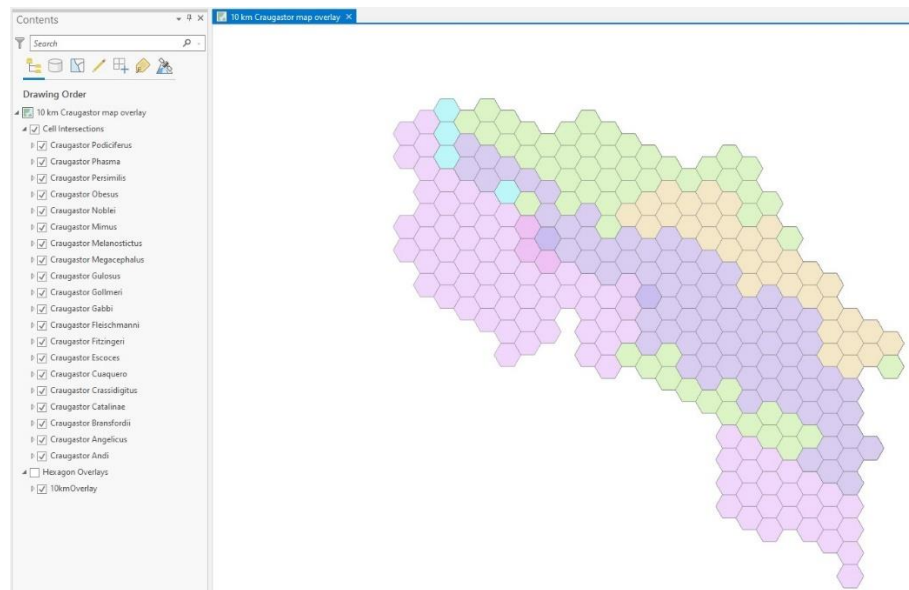 Contents
10 km Craugastor map overlay
Search
Drawing Order
10 km Craugastor map overlay
Cell Intersections
Craugastor Podiciferus
Craugastor Phasma
Craugastor Persimilis
Craugastor Obesus
Craugastor Noblei
Craugastor Mimus
Craugastor Melanostictus
Craugastor Megacephalus
Craugastor Gulosus
Craugastor Gollmeri
Craugastor Gabbi
Craugastor Fleischmanni
Craugastor Fitzingeri
Craugastor Escoces
Craugastor Cuaquero
Craugastor Crassidigitus
Craugastor Catalinae
Craugastor Bransfordii
Craugastor Angelicus
Craugastor Andi
Hexagon Overlays
10kmOverlay